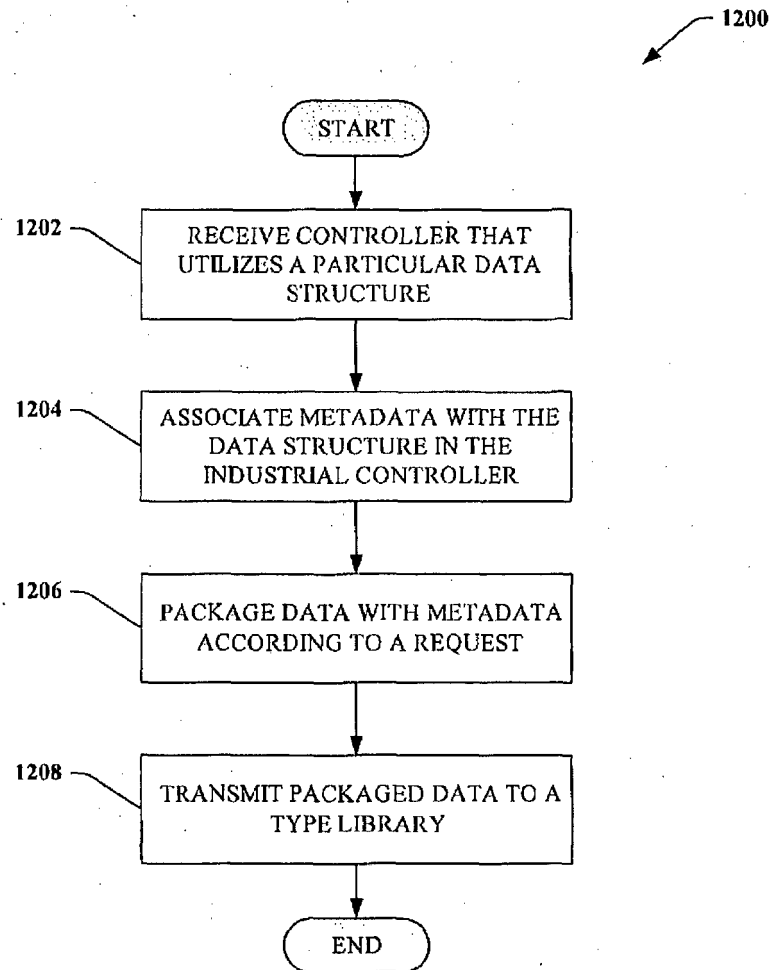 1200
START
1202
RECEIVE CONTROLLER THAT
UTILIZES A PARTICULAR DATA
STRUCTURE
1204
ASSOCIATE METADATA WITH THE
DATA STRUCTURE IN THE
INDUSTRIAL CONTROLLER
1206
PACKAGE DATA WITH METADATA
ACCORDING TO A REQUEST
1208
TRANSMIT PACKAGED DATA TO A
TYPE LIBRARY
END